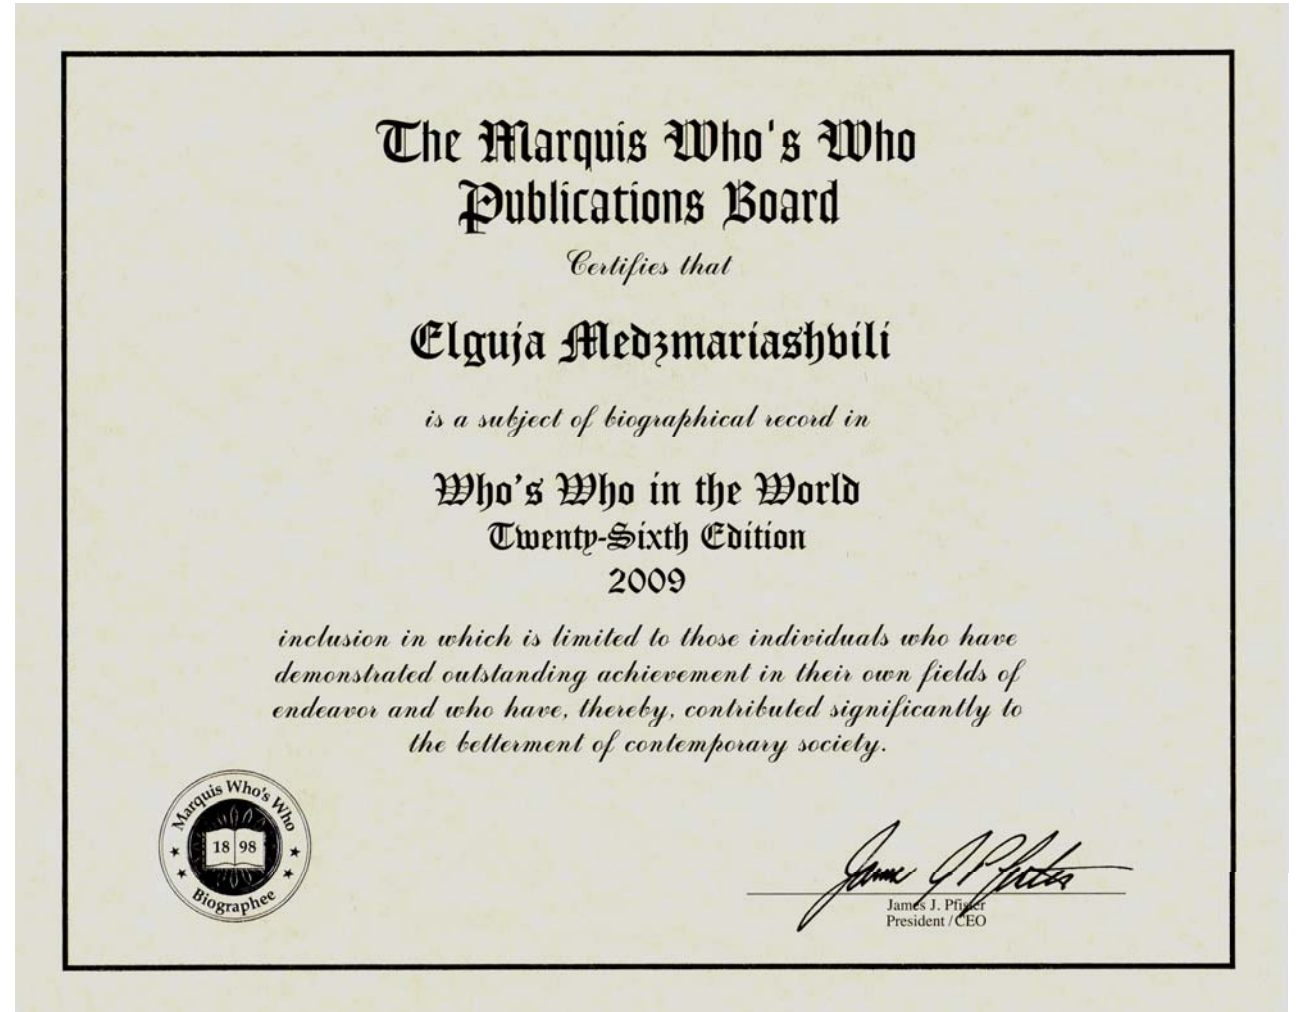 The Marquis Who's Who
Publications Board
Certifies that
Elguja Medzmariashvili
is a subject of biographical record in
Who's Who in the World
Twenty-Sixth Edition
2009
inclusion in which is limited to those individuals who have
demonstrated outstanding achievement in their own fields of
endeavor and who have, thereby, contributed significantly to
the betterment of contemporary society.
Marquis Who's Who
18 98
Biographee
James J. Pfister
James J. Pfister
President / CEO